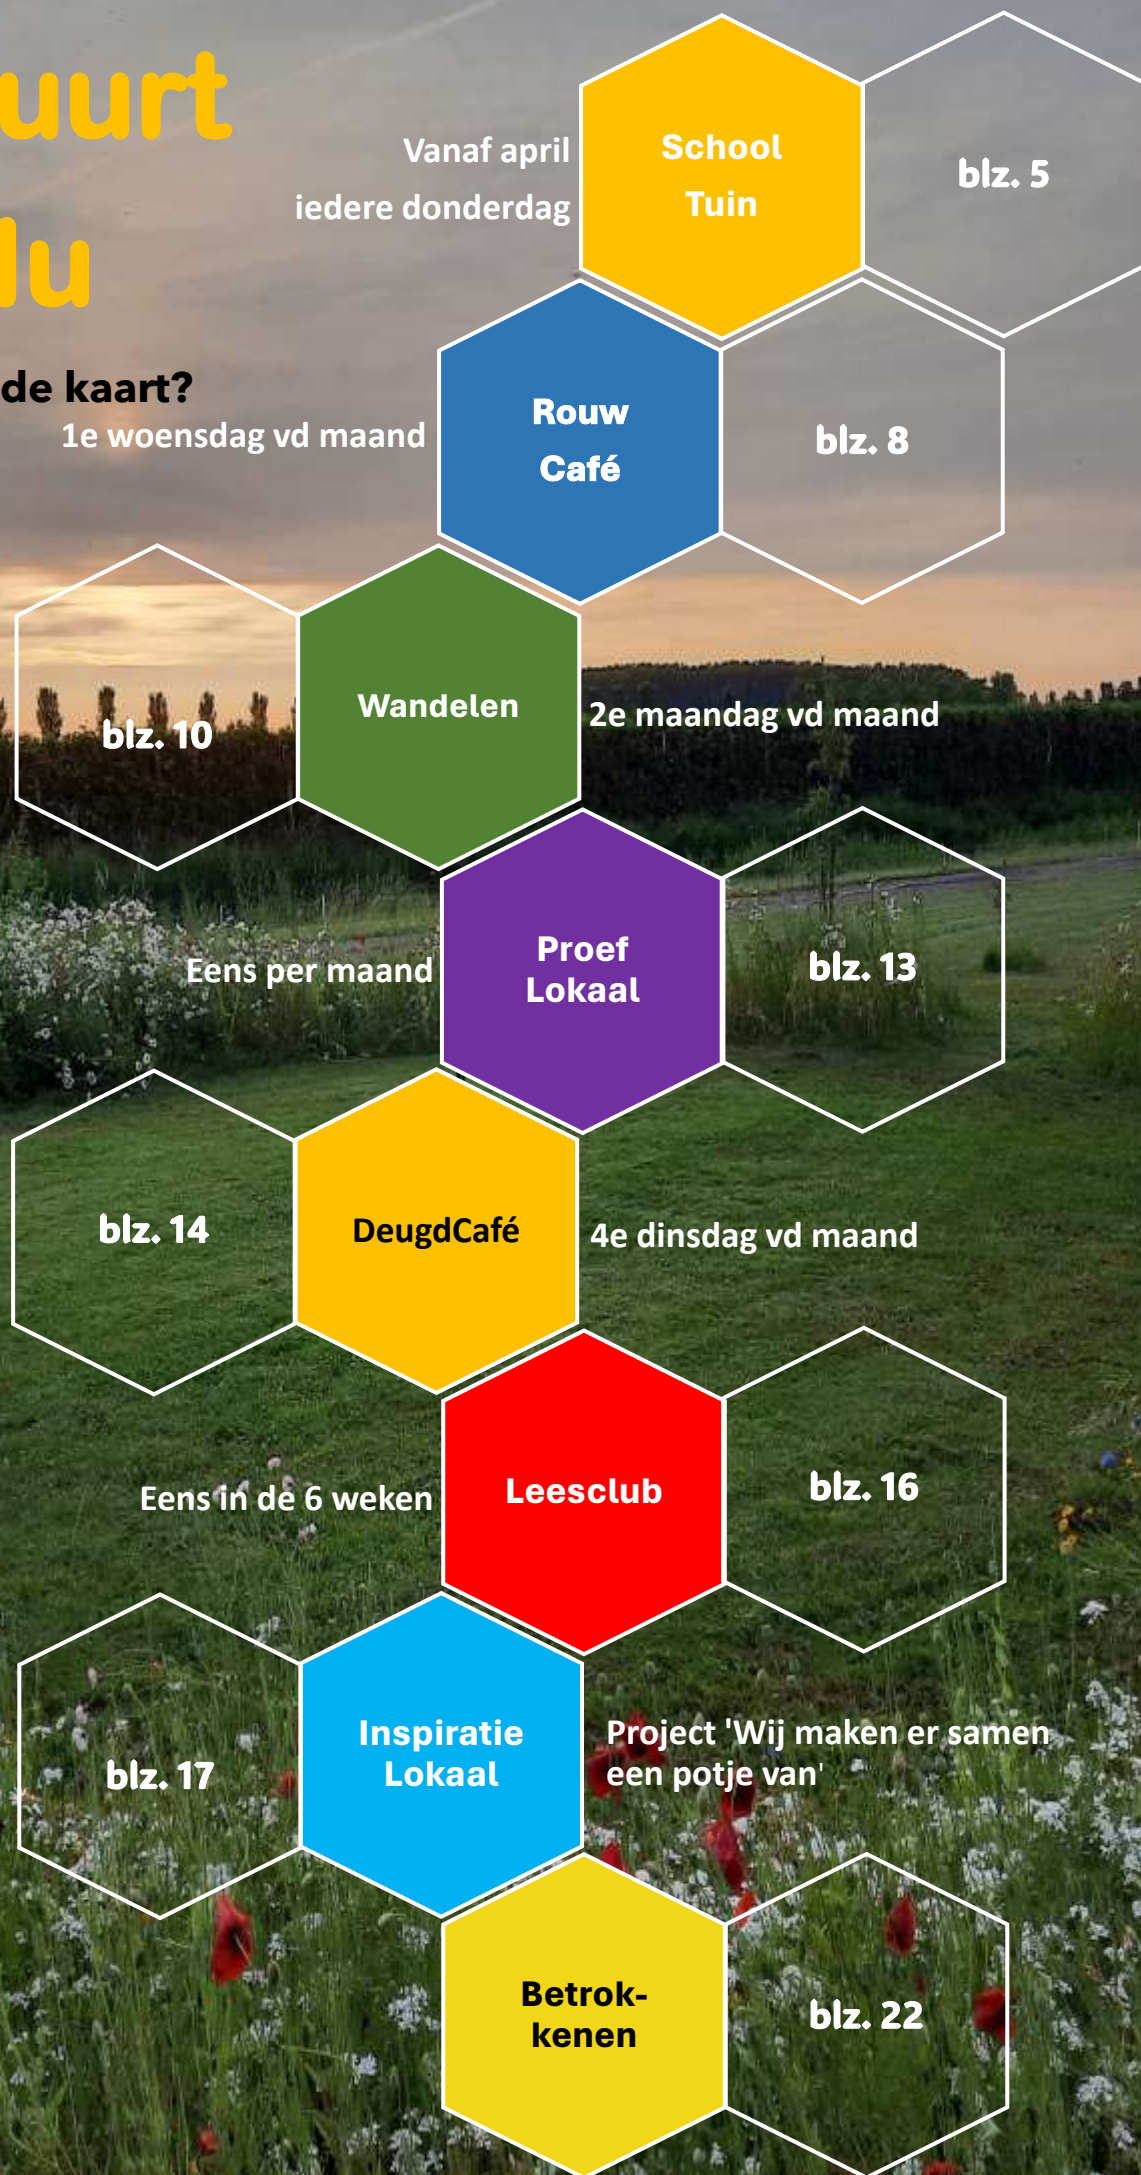 uurt
lu
de kaart?
Vanaf april
iedere donderdag
School
Tuin
blz. 5
1e woensdag vd maand
Rouw
Café
blz. 8
blz. 10
Wandelen
2e maandag vd maand
Eens per maand
Proef
Lokaal
blz. 13
blz. 14
DeugdCafé
4e dinsdag vd maand
Eens in de 6 weken
Leesclub
blz. 16
blz. 17
Inspiratie
Lokaal
Project 'Wij maken er samen
een potje van'
Betrok-
kenen
blz. 22